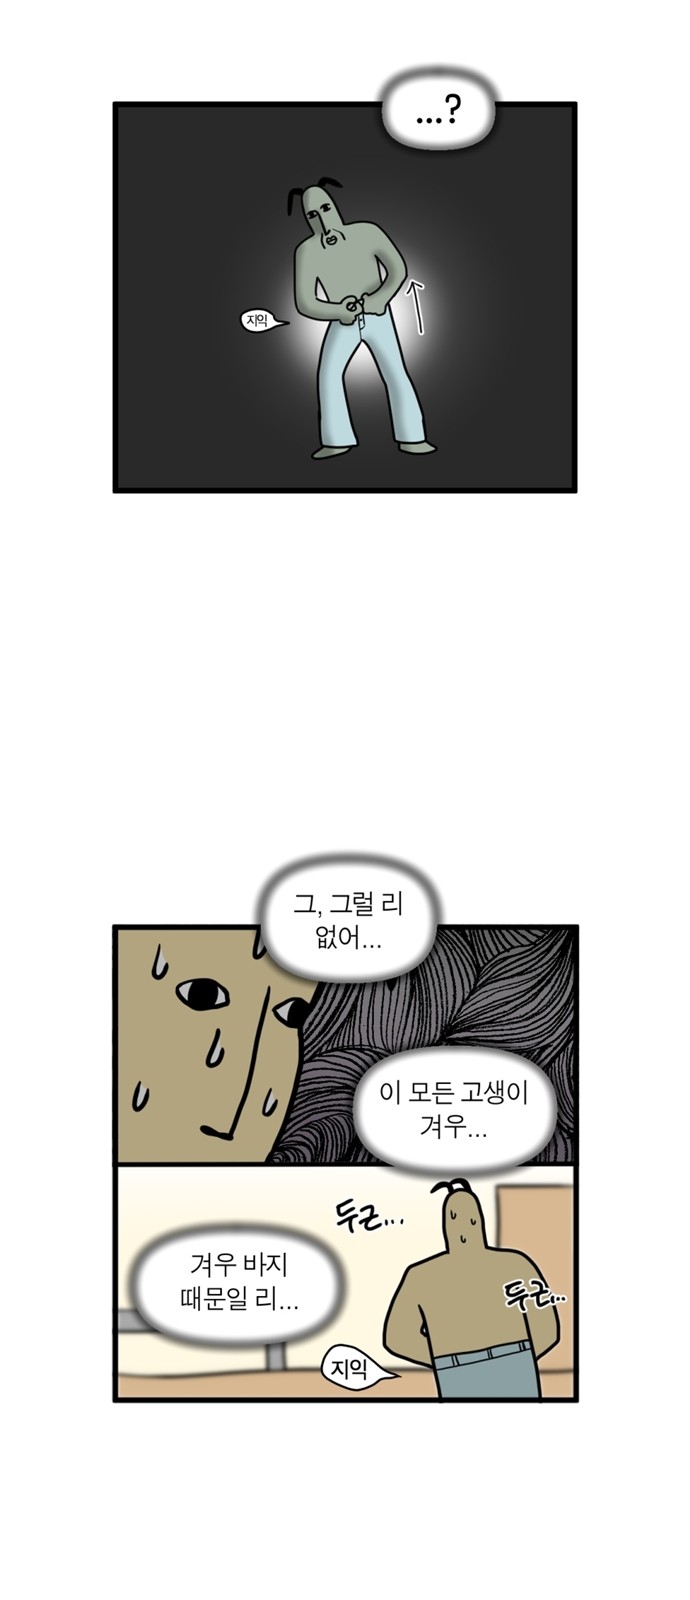 ...?
지익
그, 그럴 리
없어...
이 모든 고생이
겨우...
두근...
겨우 바지
때문일 리...
두근...
지익